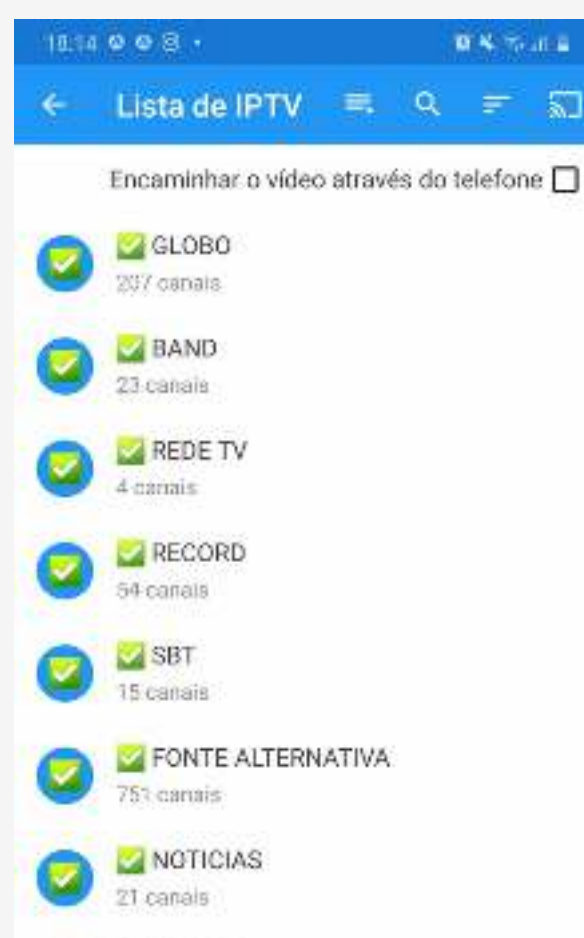 18:14
Lista de IPTV
Encaminhar o vídeo através do telefone
GLOBO
207 canais
BAND
23 canais
REDE TV
4 canais
RECORD
54 canais
SBT
15 canais
FONTE ALTERNATIVA
751 canais
NOTICIAS
21 canais